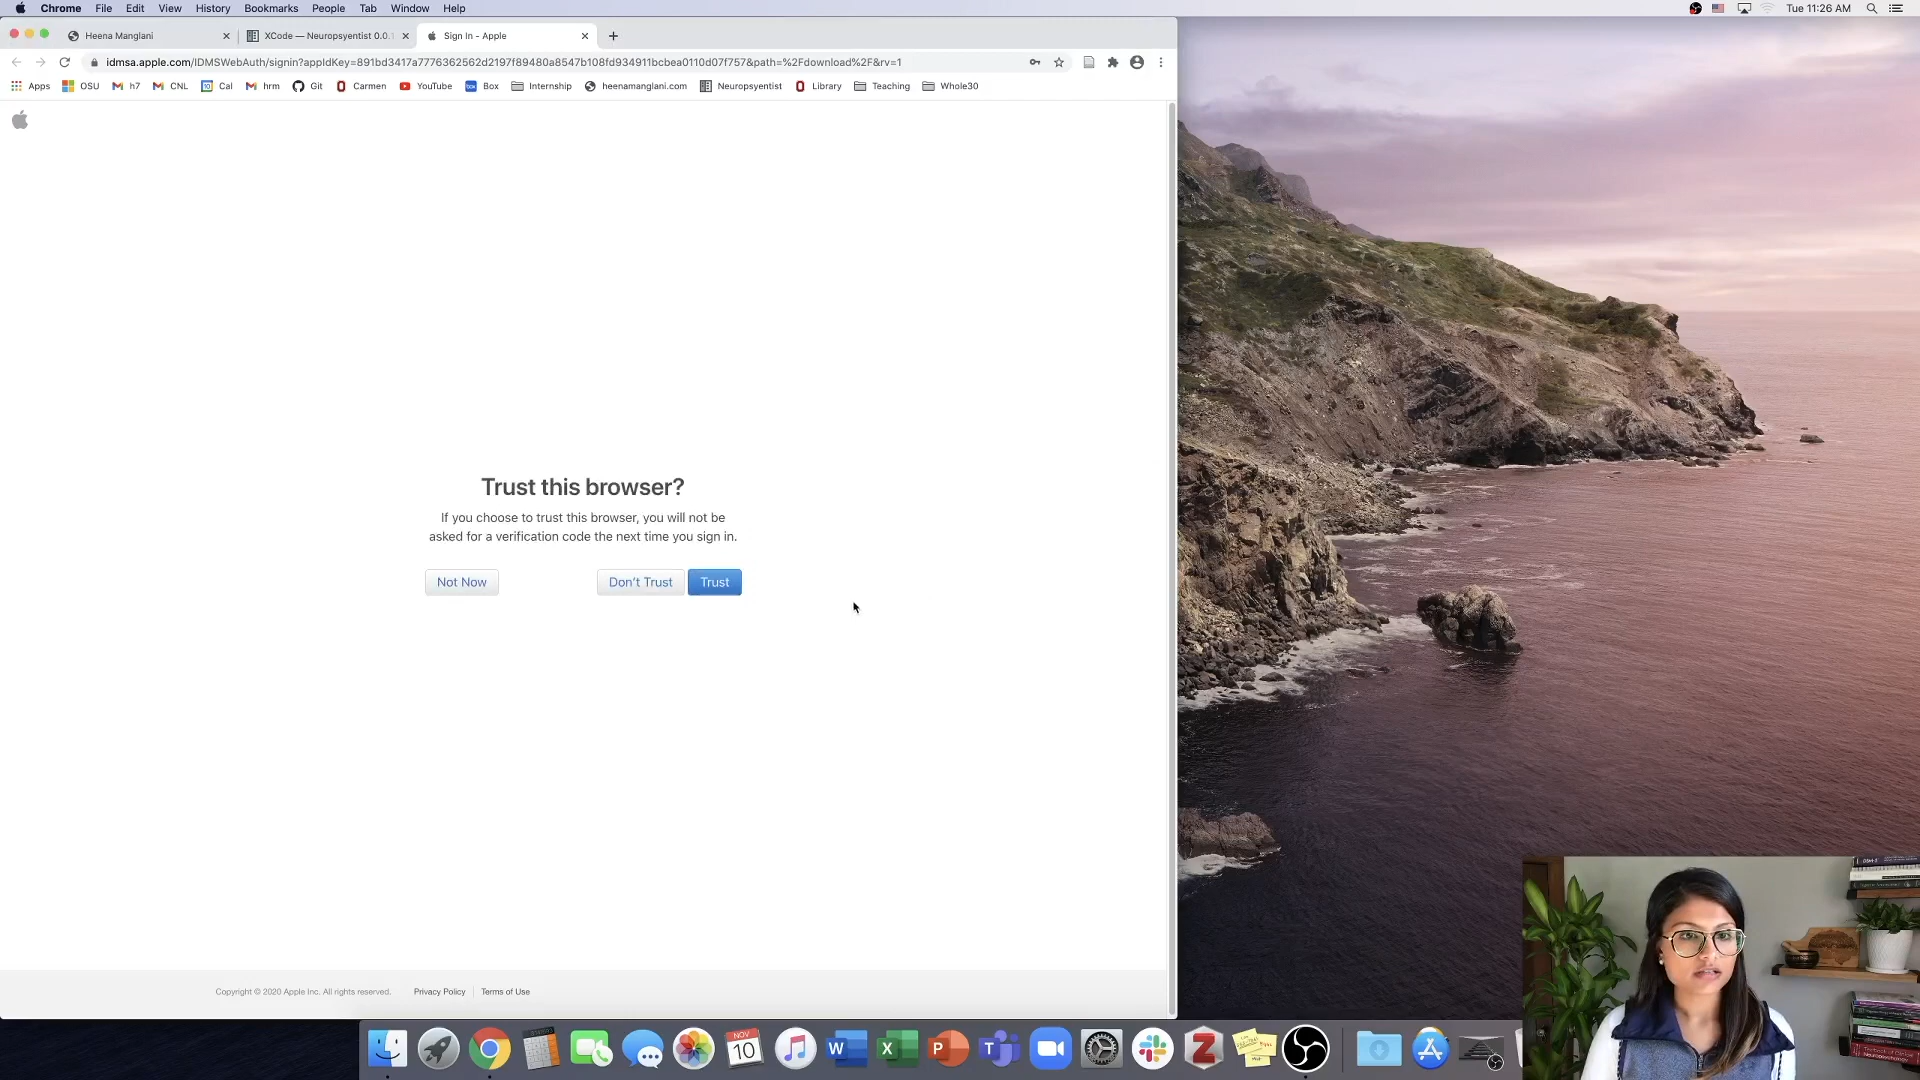 Chrome File Edit View History Bookmarks People Tab Window Help Tue 11:26 AM
Heena Manglani XCode — Neuropsyentist 0.0. Sign In - Apple
idmsa.apple.com/IDMSWebAuth/signin?appIdKey=891bd3417a7776362562d2197f89480a8547b108fd934911bcbea0110d07f757&path=%2Fdownload%2F&rv=1
Apps OSU h7 CNL Cal hrm Git Carmen YouTube Box Internship heenamanglani.com Neuropsyentist Library Teaching Whole30
Trust this browser?
If you choose to trust this browser, you will not be
asked for a verification code the next time you sign in.
Not Now Don't Trust Trust
Copyright © 2020 Apple Inc. All rights reserved. Privacy Policy Terms of Use
NOV
10